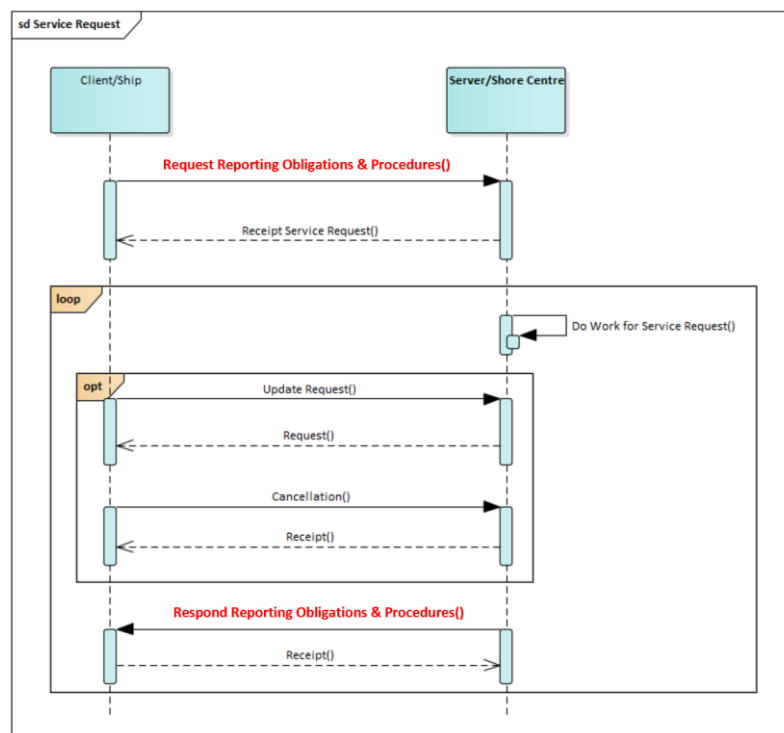 sd Service Request
Client/Ship
Server/Shore Centre
Request Reporting Obligations & Procedures()
Receipt Service Request()
loop
Do Work for Service Request()
opt
Update Request()
Request()
Cancellation()
Receipt()
Respond Reporting Obligations & Procedures()
Receipt()